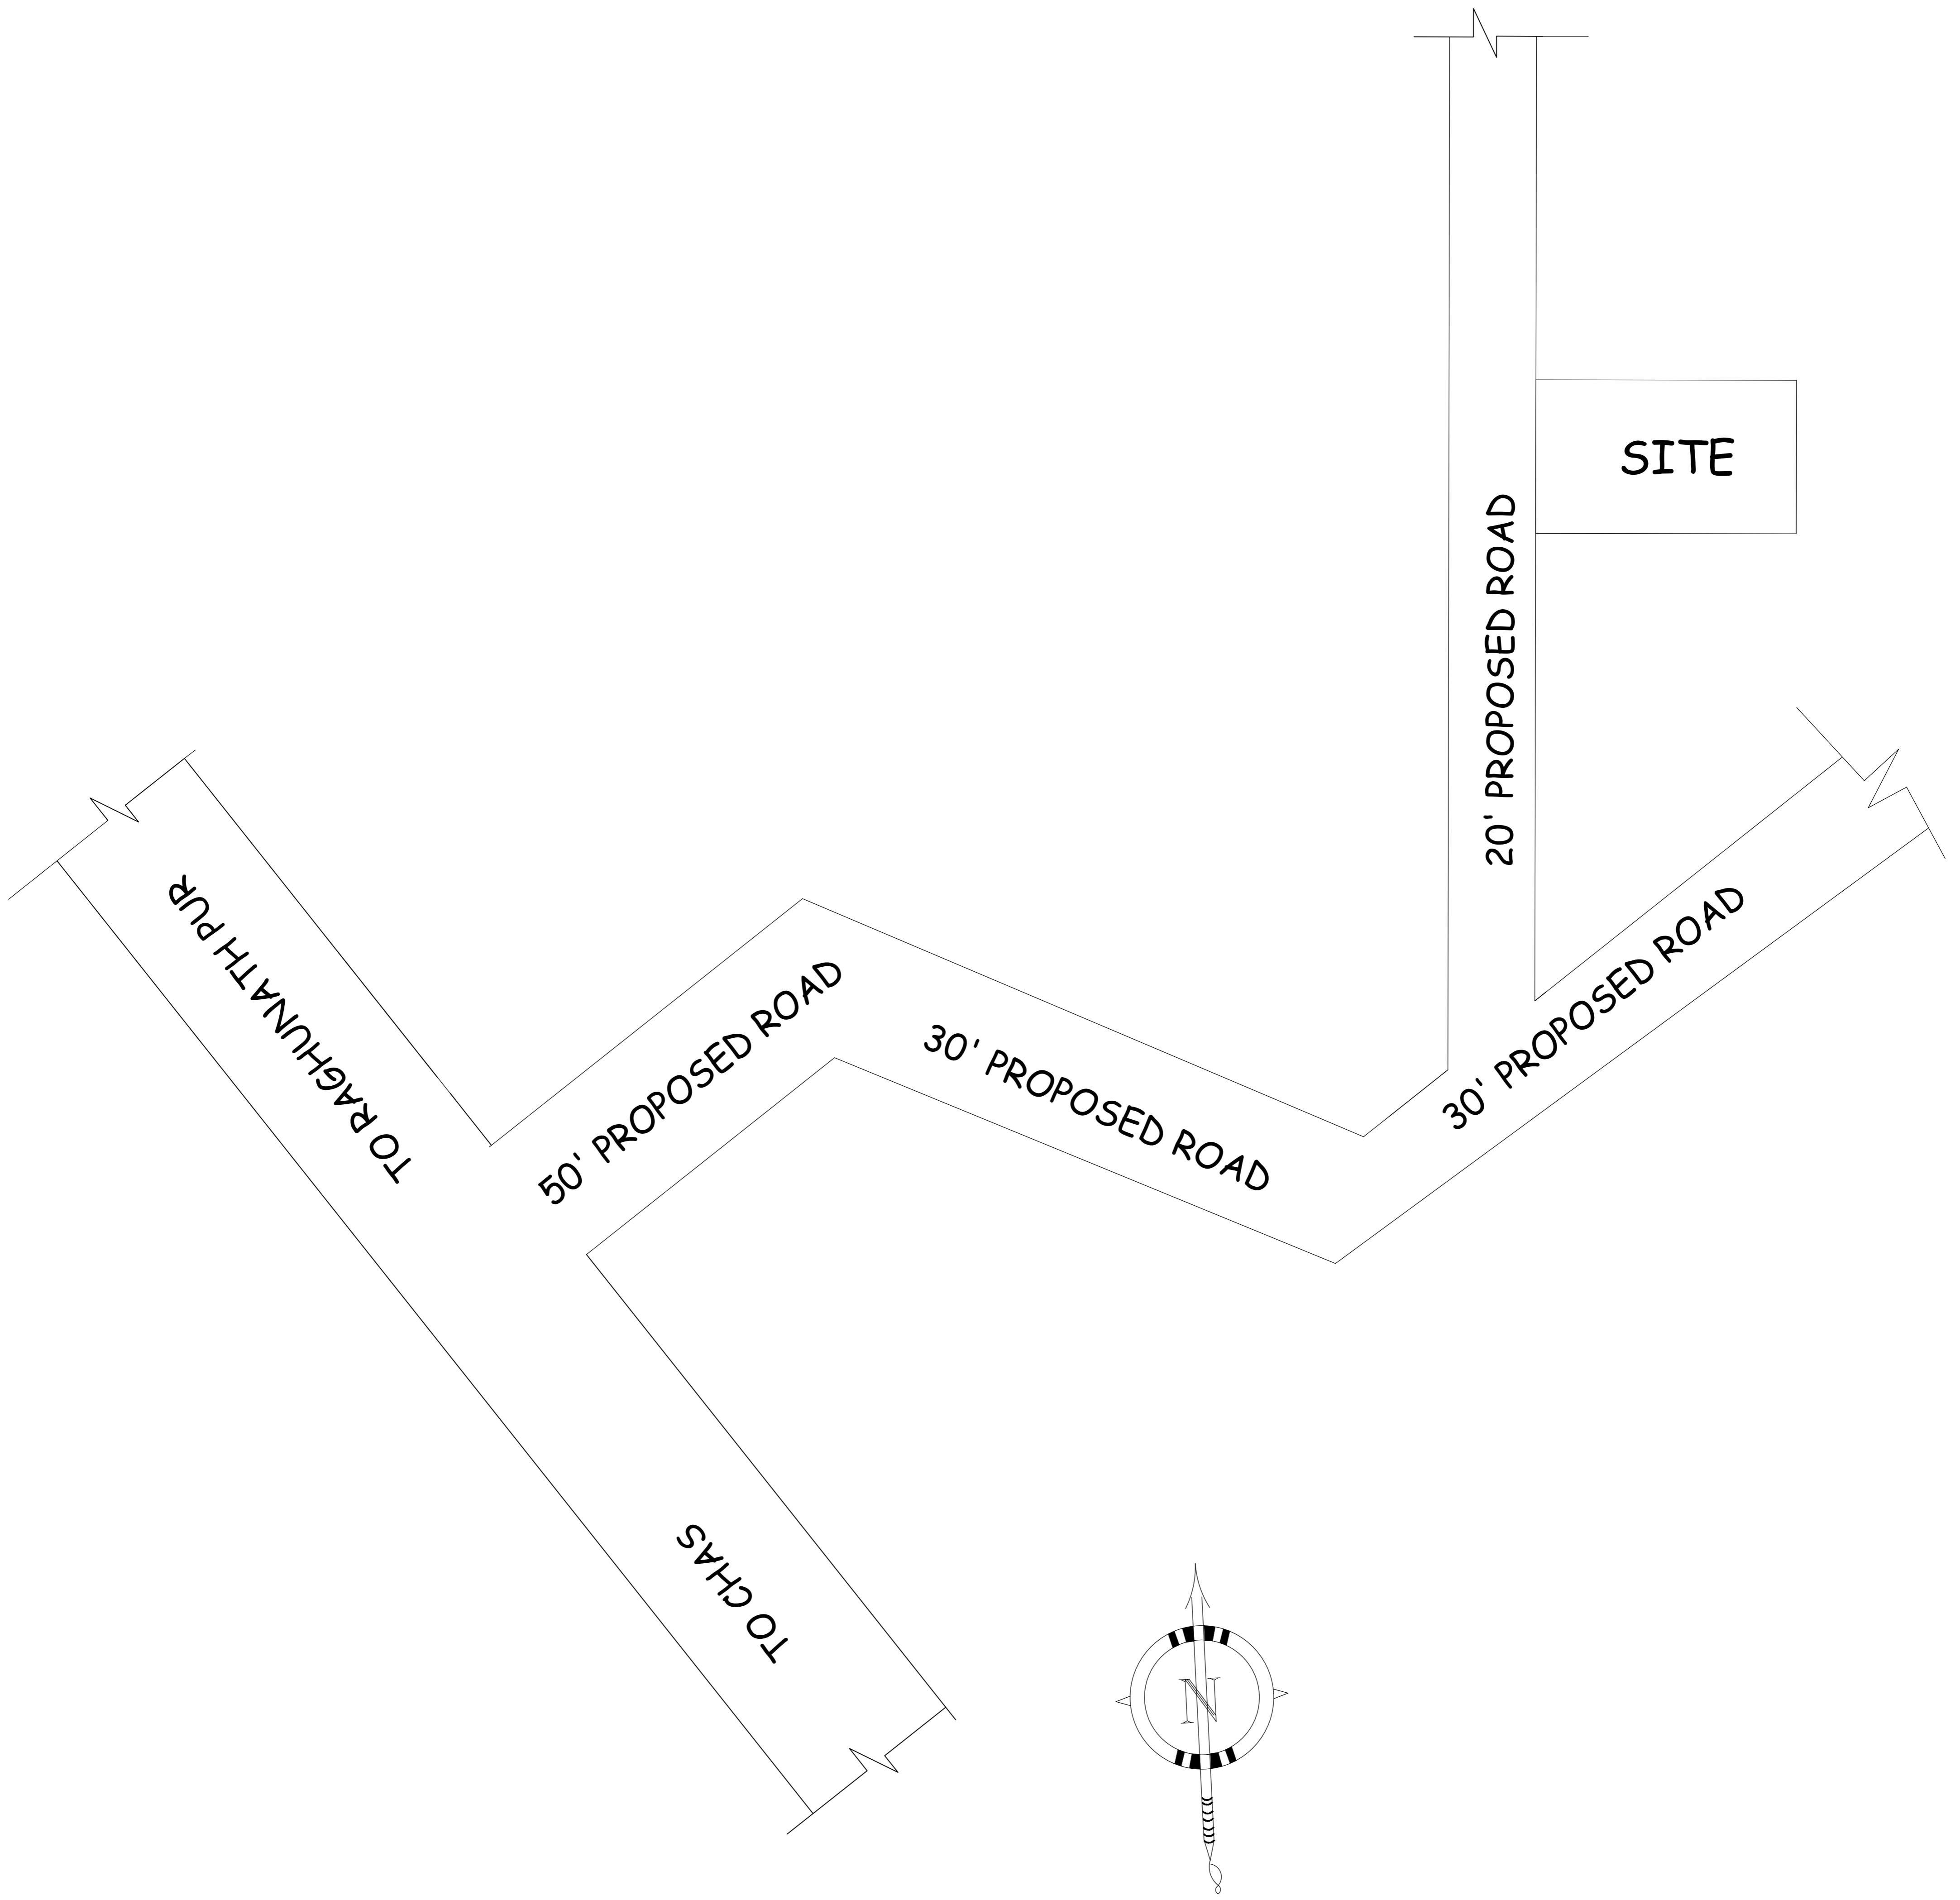 SITE
20' PROPOSED ROAD
TO RAGHUNATH PUR
50' PROPOSED ROAD
30' PROPOSED ROAD
30' PROPOSED ROAD
TO CHAS
N